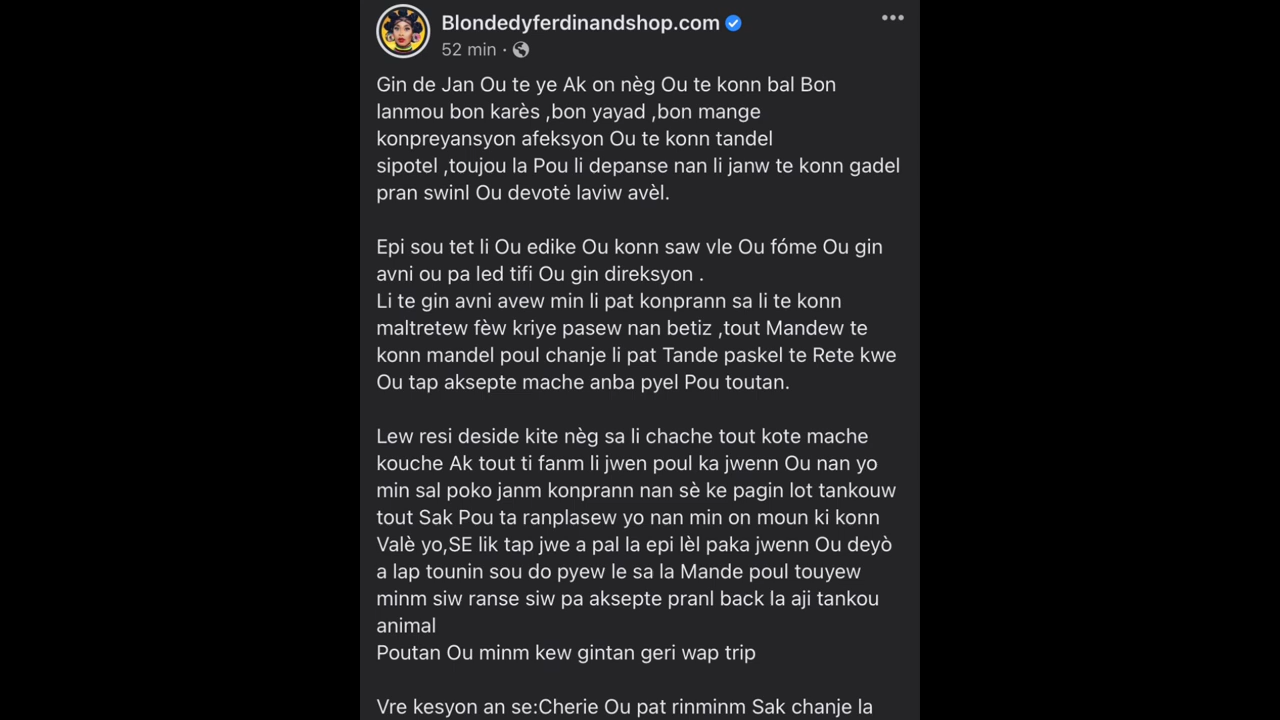 Blondedyferdinandshop.com
52 min ·
Gin de Jan Ou te ye Ak on nèg Ou te konn bal Bon
lanmou bon karès ,bon yayad ,bon mange
konpreyansyon afeksyon Ou te konn tandel
sipotel ,toujou la Pou li depanse nan li janw te konn gadel
pran swinl Ou devotė laviw avèl.
Epi sou tet li Ou edike Ou konn saw vle Ou fóme Ou gin
avni ou pa led tifi Ou gin direksyon .
Li te gin avni avew min li pat konprann sa li te konn
maltretew fèw kriye pasew nan betiz ,tout Mandew te
konn mandel poul chanje li pat Tande paskel te Rete kwe
Ou tap aksepte mache anba pyel Pou toutan.
Lew resi deside kite nèg sa li chache tout kote mache
kouche Ak tout ti fanm li jwen poul ka jwenn Ou nan yo
min sal poko janm konprann nan sè ke pagin lot tankouw
tout Sak Pou ta ranplasew yo nan min on moun ki konn
Valè yo,SE lik tap jwe a pal la epi lèl paka jwenn Ou deyò
a lap tounin sou do pyew le sa la Mande poul touyew
minm siw ranse siw pa aksepte pranl back la aji tankou
animal
Poutan Ou minm kew gintan geri wap trip
Vre kesyon an se:Cherie Ou pat rinminm Sak chanje la